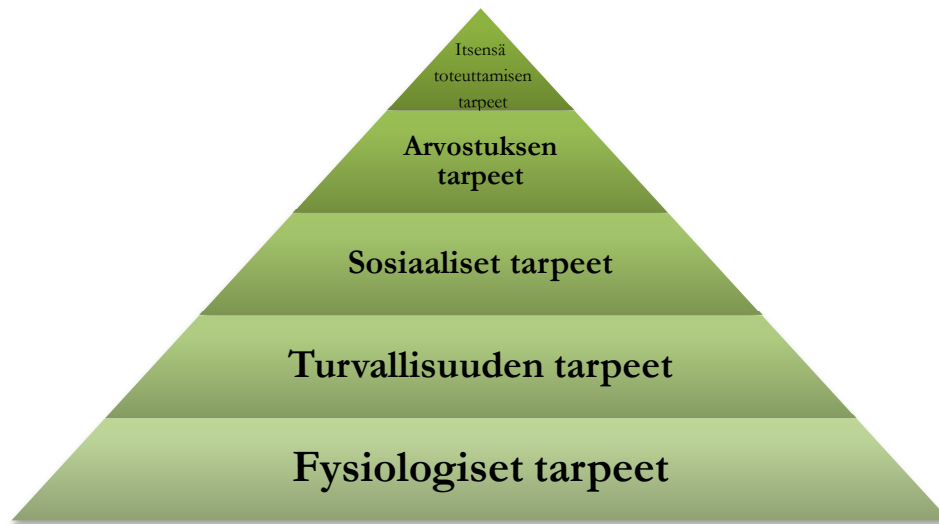 Itsensä
toteuttamisen
tarpeet
Arvostuksen
tarpeet
Sosiaaliset tarpeet
Turvallisuuden tarpeet
Fysiologiset tarpeet